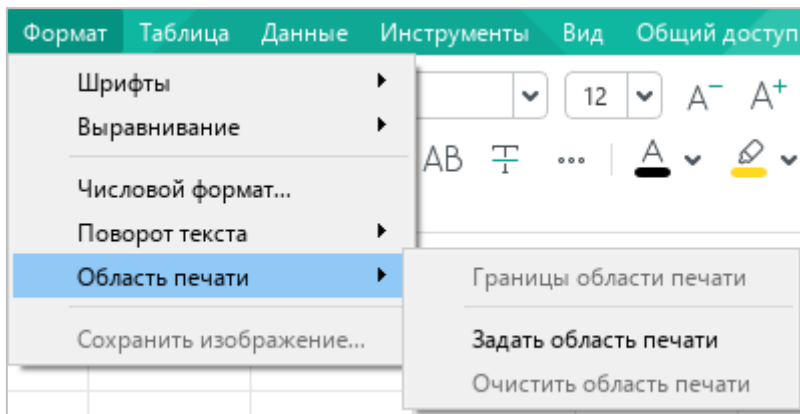 Формат Таблица Данные Инструменты Вид Общий доступ
Шрифты
12 A− A+
Выравнивание
AB T A
Числовой формат...
Поворот текста
Область печати
Границы области печати
Сохранить изображение...
Задать область печати
Очистить область печати